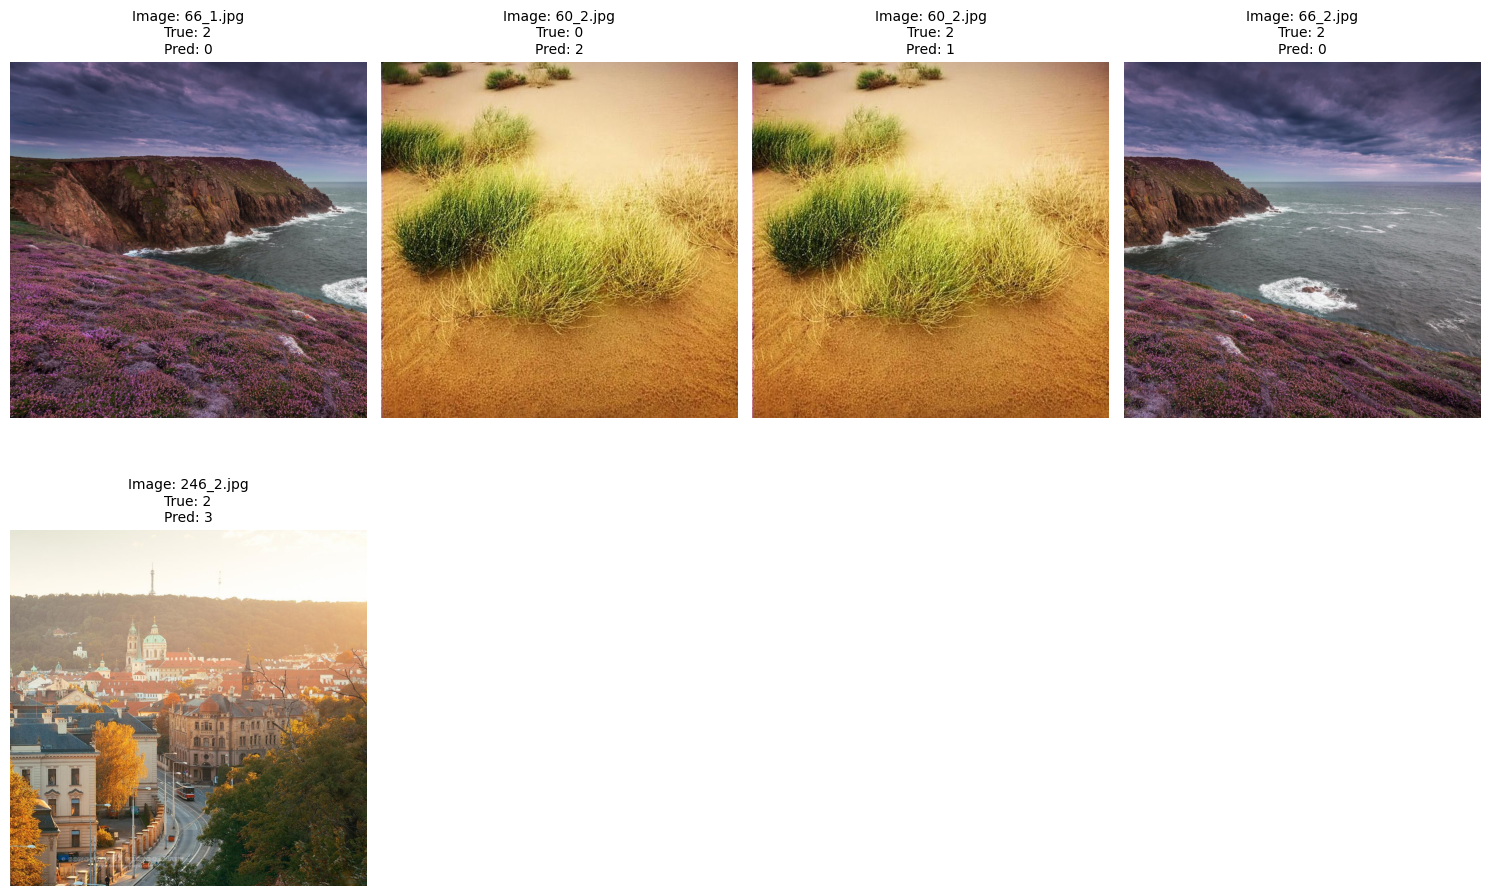 Image: 66_1.jpg
True: 2
Pred: 0
Image: 60_2.jpg
True: 0
Pred: 2
Image: 60_2.jpg
True: 2
Pred: 1
Image: 66_2.jpg
True: 2
Pred: 0
Image: 246_2.jpg
True: 2
Pred: 3